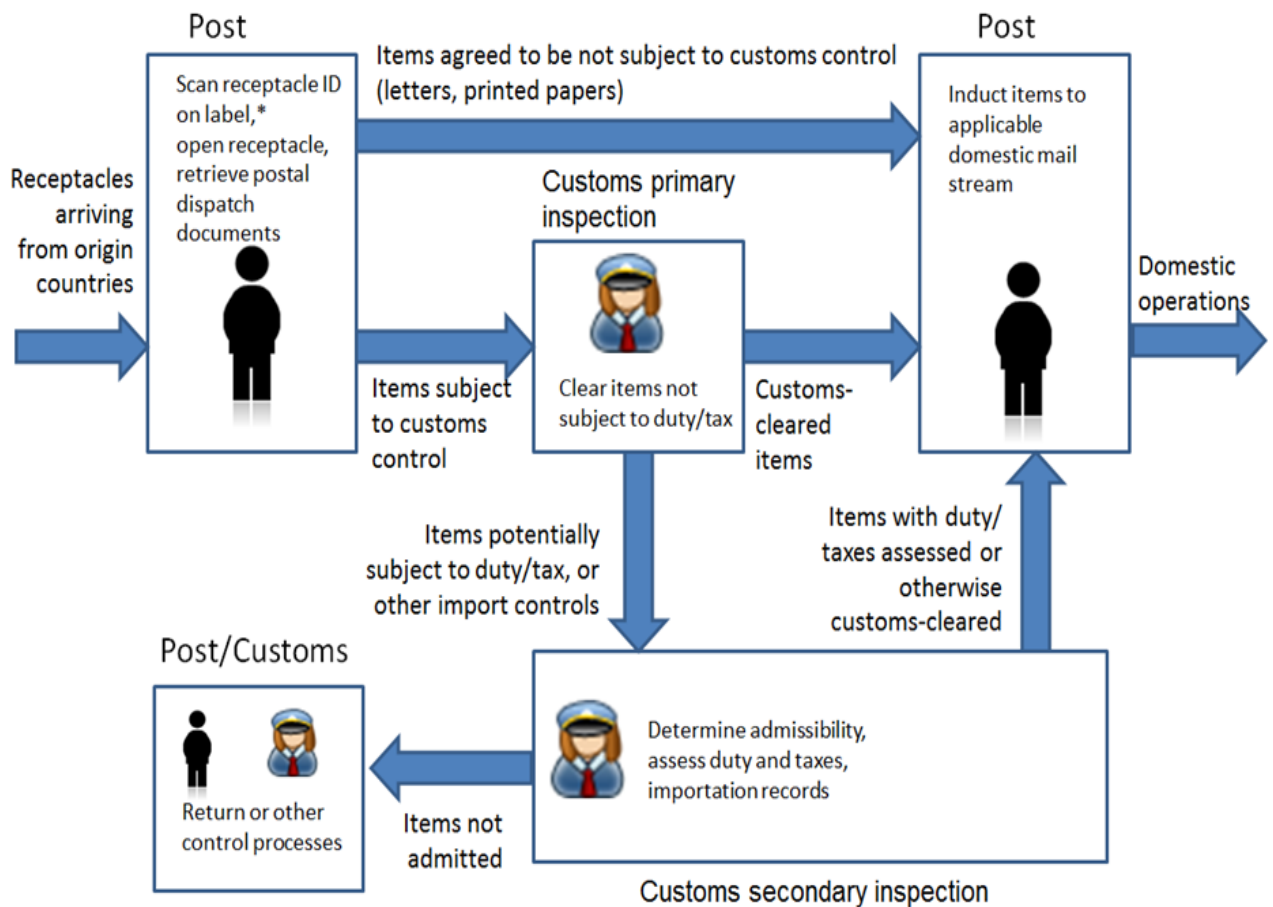 Post
Scan receptacle ID
on label,*
open receptacle,
retrieve postal
dispatch
documents
Receptacles
arriving
from origin
countries
Items agreed to be not subject to customs control
(letters, printed papers)
Post
Induct items to
applicable
domestic mail
stream
Customs primary
inspection
Clear items not
subject to duty/tax
Items subject
to customs
control
Customs-
cleared
items
Domestic
operations
Items potentially
subject to duty/tax, or
other import controls
Items with duty/
taxes assessed or
otherwise
customs-cleared
Post/Customs
Return or other
control processes
Items not
admitted
Determine admissibility,
assess duty and taxes,
importation records
Customs secondary inspection